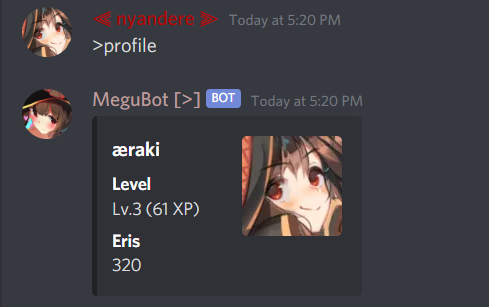 ⋘ nyandere ⋙ Today at 5:20 PM
>profile
MeguBot [>] BOT Today at 5:20 PM
æraki
Level
Lv.3 (61 XP)
Eris
320